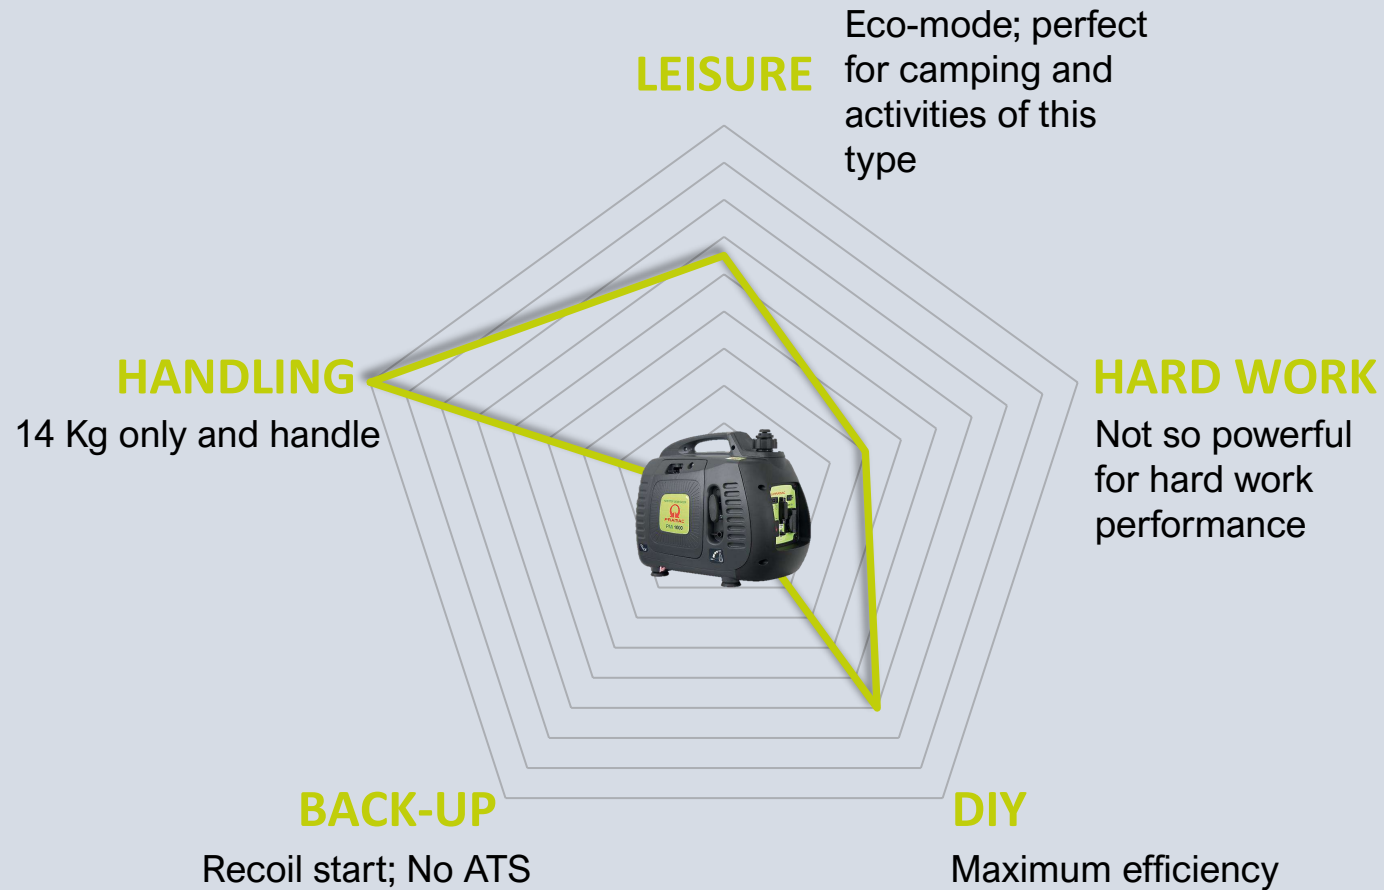 LEISURE
Eco-mode; perfect
for camping and
activities of this
type
HANDLING
14 Kg only and handle
HARD WORK
Not so powerful
for hard work
performance
PRAMAC
BACK-UP
Recoil start; No ATS
DIY
Maximum efficiency